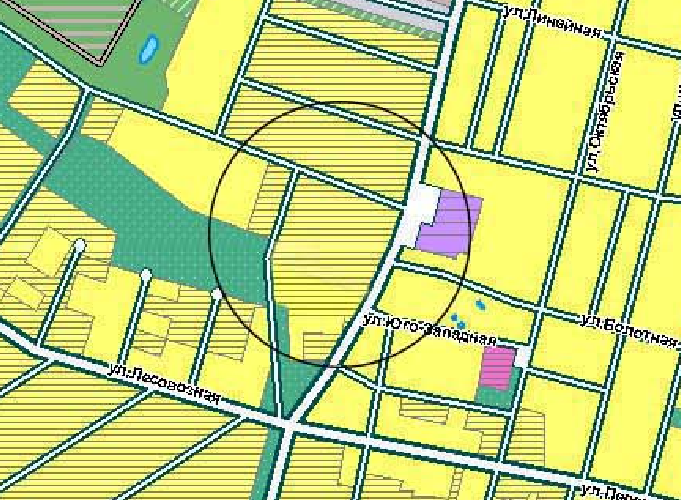 ул.Линейная
ул.Октябрьская
ул.Юго-Западная
ул.Болотная
ул.Лесовозная